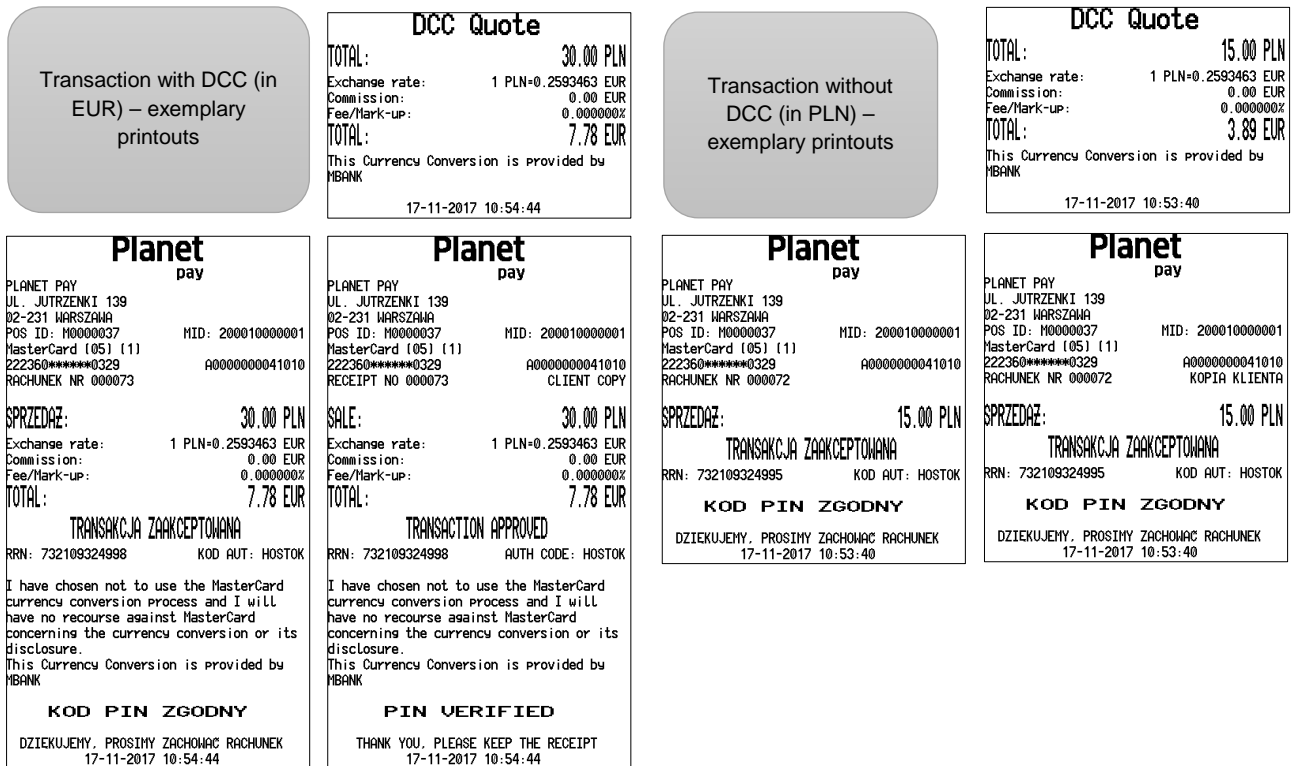 Transaction with DCC (in
EUR) – exemplary
printouts
DCC Quote
TOTAL: 30.00 PLN
Exchange rate: 1 PLN=0.2593463 EUR
Commission: 0.00 EUR
Fee/Mark-up: 0.000000%
TOTAL: 7.78 EUR
This Currency Conversion is provided by
MBANK
17-11-2017 10:54:44
Planet
pay
PLANET PAY
UL. JUTRZENKI 139
02-231 WARSZAWA
POS ID: M0000037 MID: 200010000001
MasterCard (05) (1)
222360******0329 A0000000041010
RACHUNEK NR 000073
SPRZEDAŻ: 30.00 PLN
Exchange rate: 1 PLN=0.2593463 EUR
Commission: 0.00 EUR
Fee/Mark-up: 0.000000%
TOTAL: 7.78 EUR
TRANSAKCJA ZAAKCEPTOWANA
RRN: 732109324998 KOD AUT: HOSTOK
I have chosen not to use the MasterCard
currency conversion process and I will
have no recourse against MasterCard
concerning the currency conversion or its
disclosure.
This Currency Conversion is provided by
MBANK
KOD PIN ZGODNY
DZIEKUJEMY, PROSIMY ZACHOWAĆ RACHUNEK
17-11-2017 10:54:44
Planet
pay
PLANET PAY
UL. JUTRZENKI 139
02-231 WARSZAWA
POS ID: M0000037 MID: 200010000001
MasterCard (05) (1)
222360******0329 A0000000041010
RECEIPT NO 000073 CLIENT COPY
SALE: 30.00 PLN
Exchange rate: 1 PLN=0.2593463 EUR
Commission: 0.00 EUR
Fee/Mark-up: 0.000000%
TOTAL: 7.78 EUR
TRANSACTION APPROVED
RRN: 732109324998 AUTH CODE: HOSTOK
I have chosen not to use the MasterCard
currency conversion process and I will
have no recourse against MasterCard
concerning the currency conversion or its
disclosure.
This Currency Conversion is provided by
MBANK
PIN VERIFIED
THANK YOU, PLEASE KEEP THE RECEIPT
17-11-2017 10:54:44
Transaction without
DCC (in PLN) –
exemplary printouts
DCC Quote
TOTAL: 15.00 PLN
Exchange rate: 1 PLN=0.2593463 EUR
Commission: 0.00 EUR
Fee/Mark-up: 0.000000%
TOTAL: 3.89 EUR
This Currency Conversion is provided by
MBANK
17-11-2017 10:53:40
Planet
pay
PLANET PAY
UL. JUTRZENKI 139
02-231 WARSZAWA
POS ID: M0000037 MID: 200010000001
MasterCard (05) (1)
222360******0329 A0000000041010
RACHUNEK NR 000072
SPRZEDAŻ: 15.00 PLN
TRANSAKCJA ZAAKCEPTOWANA
RRN: 732109324995 KOD AUT: HOSTOK
KOD PIN ZGODNY
DZIEKUJEMY, PROSIMY ZACHOWAĆ RACHUNEK
17-11-2017 10:53:40
Planet
pay
PLANET PAY
UL. JUTRZENKI 139
02-231 WARSZAWA
POS ID: M0000037 MID: 200010000001
MasterCard (05) (1)
222360******0329 A0000000041010
RACHUNEK NR 000072 KOPIA KLIENTA
SPRZEDAŻ: 15.00 PLN
TRANSAKCJA ZAAKCEPTOWANA
RRN: 732109324995 KOD AUT: HOSTOK
KOD PIN ZGODNY
DZIEKUJEMY, PROSIMY ZACHOWAĆ RACHUNEK
17-11-2017 10:53:40